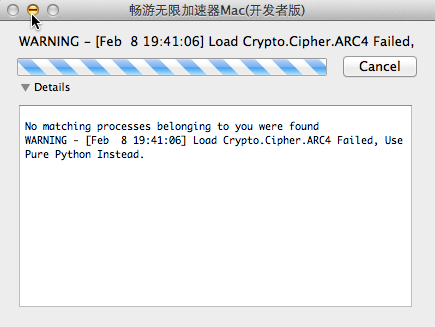 畅游无限加速器Mac(开发者版)
WARNING – [Feb  8 19:41:06] Load Crypto.Cipher.ARC4 Failed,
Cancel
Details
No matching processes belonging to you were found
WARNING - [Feb  8 19:41:06] Load Crypto.Cipher.ARC4 Failed, Use
Pure Python Instead.